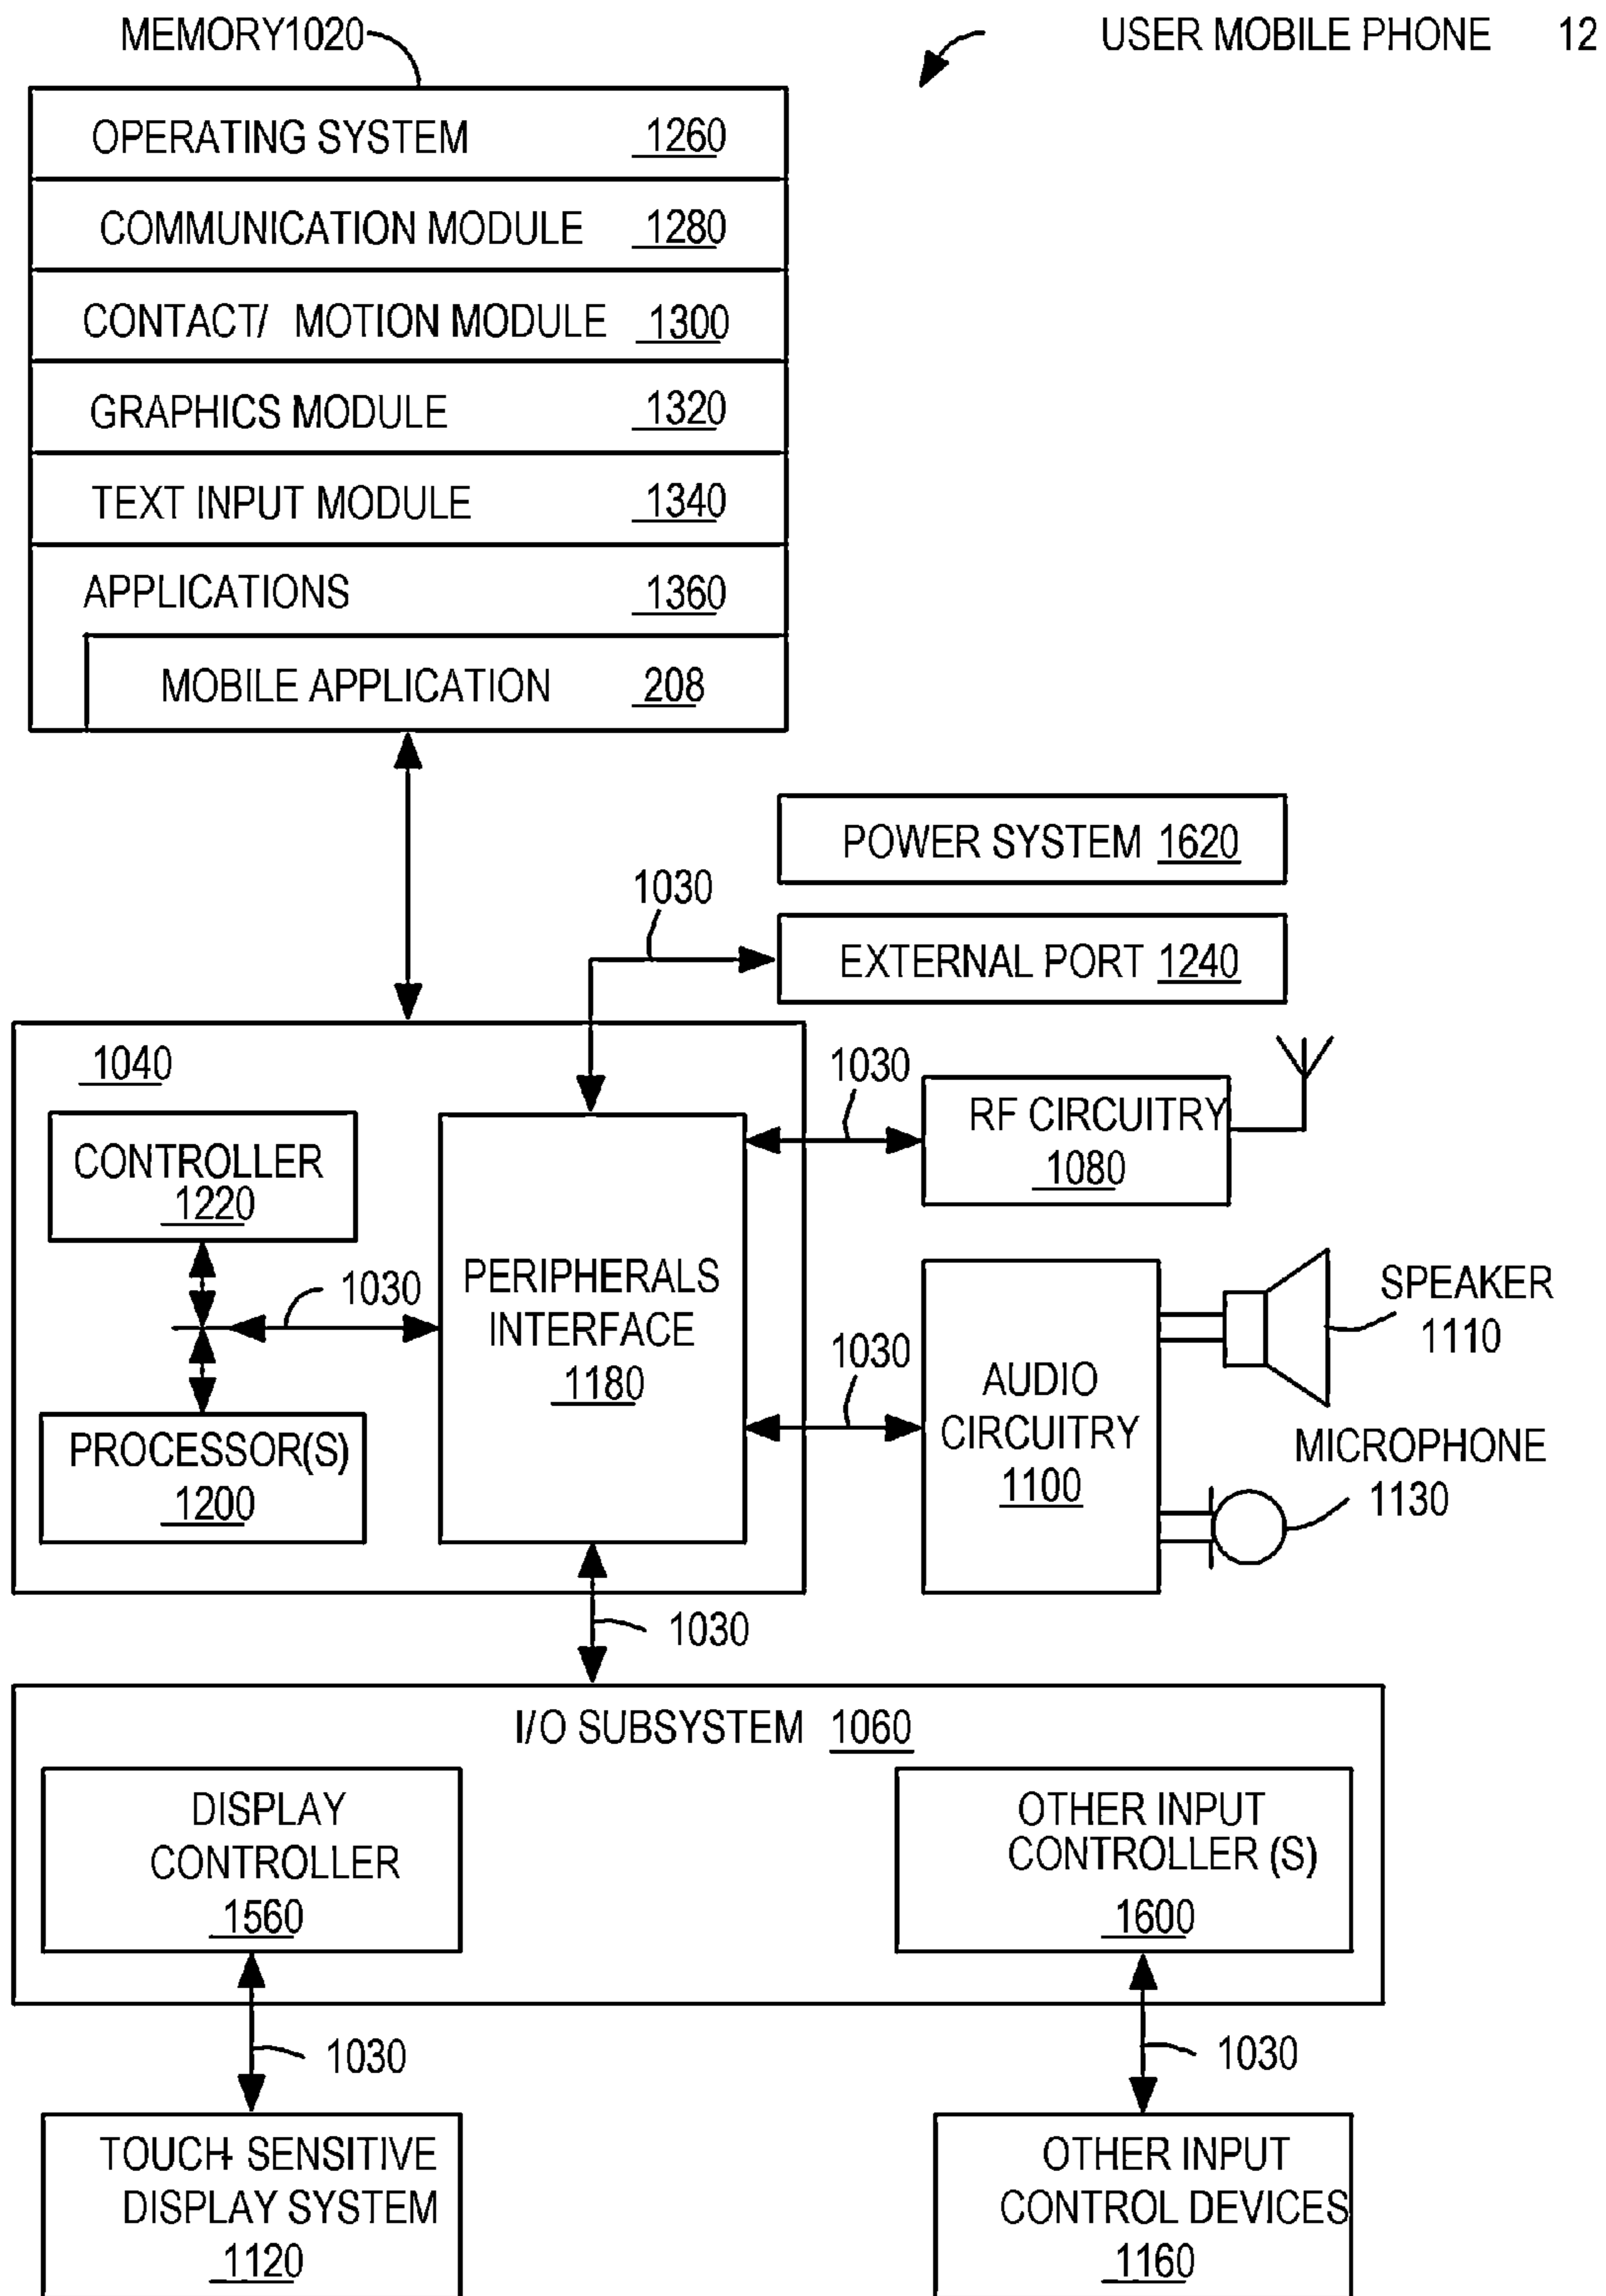 MEMORY1020
USER MOBILE PHONE 12
OPERATING SYSTEM 1260
COMMUNICATION MODULE 1280
CONTACT/ MOTION MODULE 1300
GRAPHICS MODULE 1320
TEXT INPUT MODULE 1340
APPLICATIONS 1360
MOBILE APPLICATION 208
POWER SYSTEM 1620
1030
EXTERNAL PORT 1240
1040
CONTROLLER
1220
1030
PROCESSOR(S)
1200
PERIPHERALS
INTERFACE
1180
1030
RF CIRCUITRY
1080
1030
AUDIO
CIRCUITRY
1100
SPEAKER
1110
MICROPHONE
1130
1030
I/O SUBSYSTEM 1060
DISPLAY
CONTROLLER
1560
OTHER INPUT
CONTROLLER (S)
1600
1030
1030
TOUCH-SENSITIVE
DISPLAY SYSTEM
1120
OTHER INPUT
CONTROL DEVICES
1160